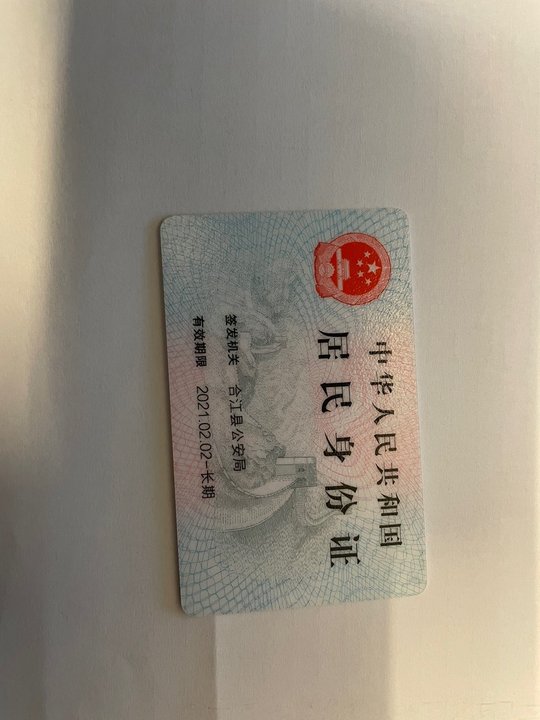 中华人民共和国
居民身份证
签发机关 合江县公安局
有效期限 2021.02.02-长期